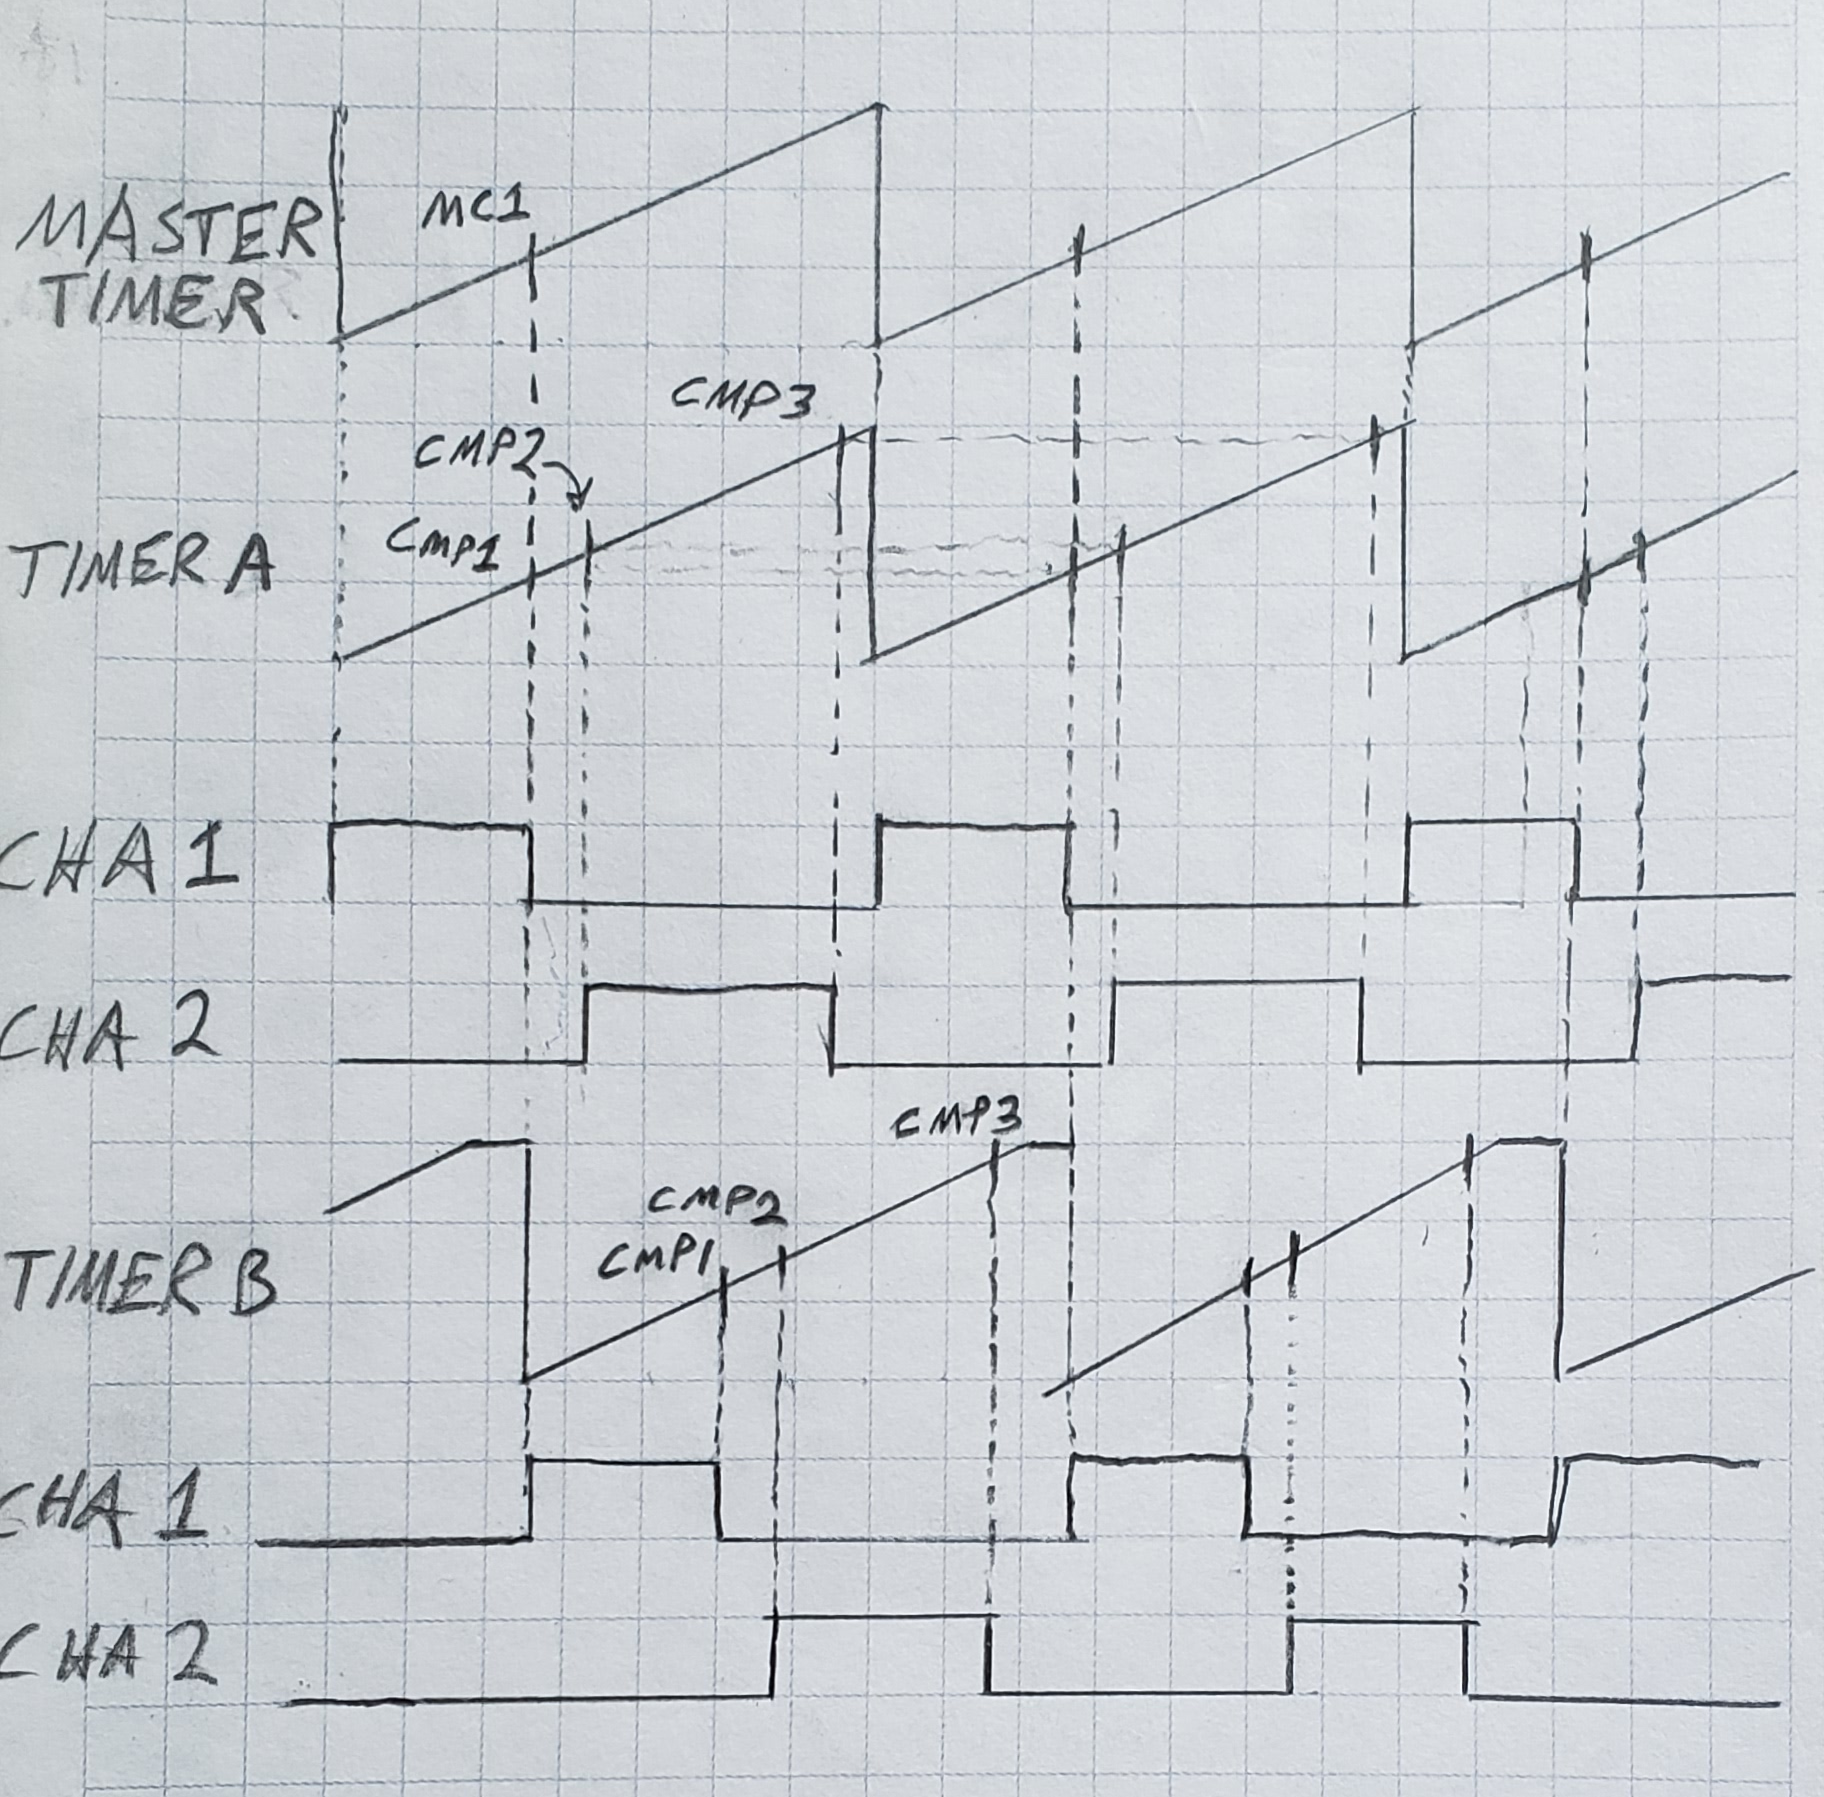 MC1
MASTER
TIMER
CMP3
CMP2
CMP1
TIMER A
CHA 1
CHA 2
CMP3
CMP2
CMP1
TIMER B
CHA 1
CHA 2